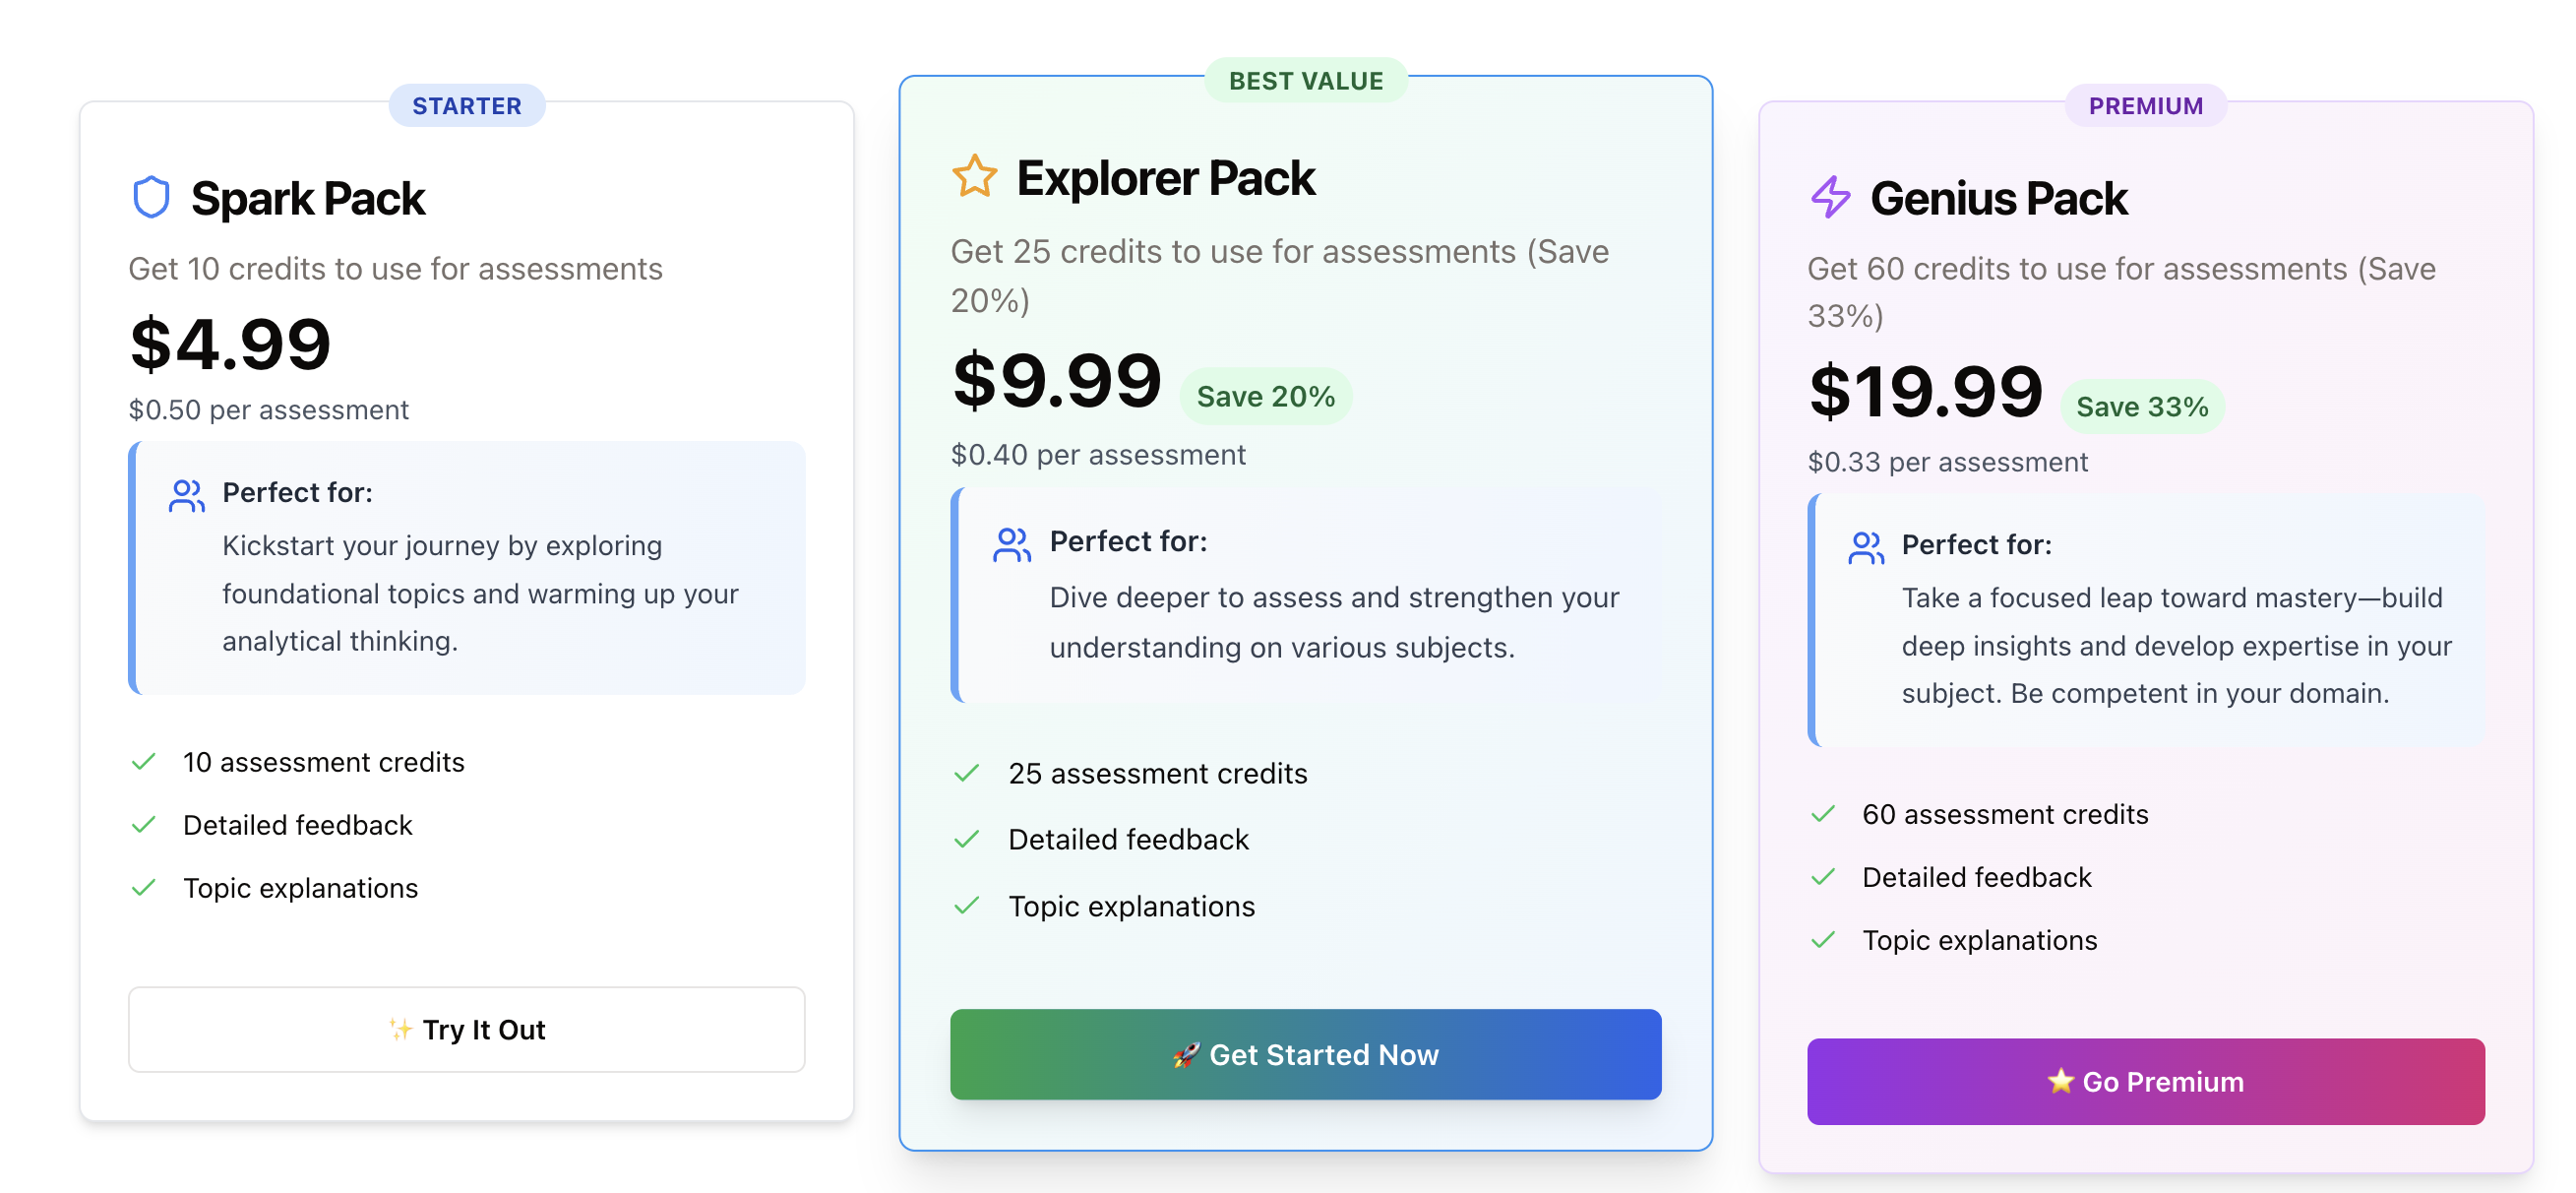 STARTER
Spark Pack
Get 10 credits to use for assessments
$4.99
$0.50 per assessment
Perfect for:
Kickstart your journey by exploring
foundational topics and warming up your
analytical thinking.
10 assessment credits
Detailed feedback
Topic explanations
✨ Try It Out
BEST VALUE
Explorer Pack
Get 25 credits to use for assessments (Save
20%)
$9.99 Save 20%
$0.40 per assessment
Perfect for:
Dive deeper to assess and strengthen your
understanding on various subjects.
25 assessment credits
Detailed feedback
Topic explanations
🚀 Get Started Now
PREMIUM
Genius Pack
Get 60 credits to use for assessments (Save
33%)
$19.99 Save 33%
$0.33 per assessment
Perfect for:
Take a focused leap toward mastery—build
deep insights and develop expertise in your
subject. Be competent in your domain.
60 assessment credits
Detailed feedback
Topic explanations
⭐ Go Premium